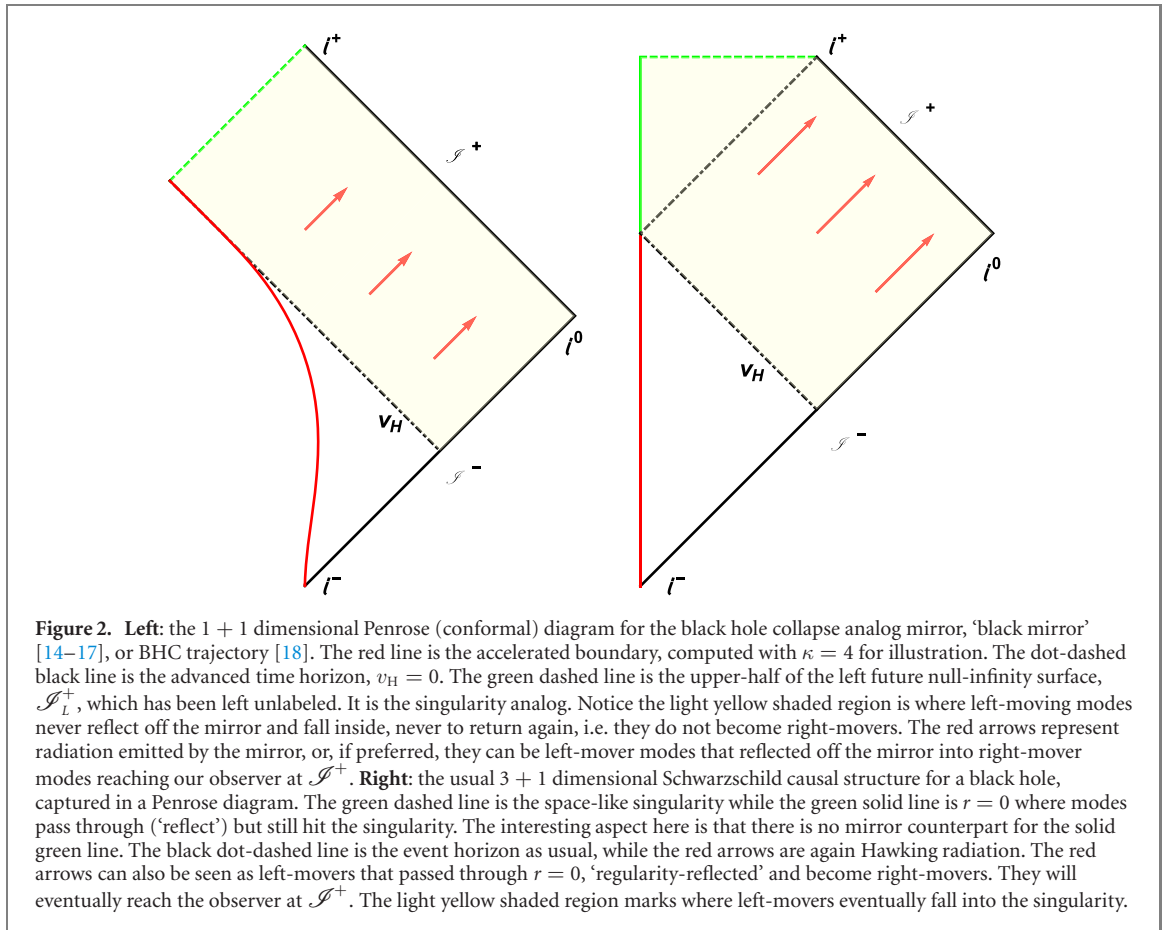 i⁺
i⁺
𝓘⁺
𝓘⁺
i⁰
i⁰
v_H
v_H
𝓘⁻
𝓘⁻
i⁻
i⁻
Figure 2. Left: the 1 + 1 dimensional Penrose (conformal) diagram for the black hole collapse analog mirror, ‘black mirror’
[14–17], or BHC trajectory [18]. The red line is the accelerated boundary, computed with κ = 4 for illustration. The dot-dashed
black line is the advanced time horizon, v_H = 0. The green dashed line is the upper-half of the left future null-infinity surface,
𝓘_L⁺, which has been left unlabeled. It is the singularity analog. Notice the light yellow shaded region is where left-moving modes
never reflect off the mirror and fall inside, never to return again, i.e. they do not become right-movers. The red arrows represent
radiation emitted by the mirror, or, if preferred, they can be left-mover modes that reflected off the mirror into right-mover
modes reaching our observer at 𝓘⁺. Right: the usual 3 + 1 dimensional Schwarzschild causal structure for a black hole,
captured in a Penrose diagram. The green dashed line is the space-like singularity while the green solid line is r = 0 where modes
pass through (‘reflect’) but still hit the singularity. The interesting aspect here is that there is no mirror counterpart for the solid
green line. The black dot-dashed line is the event horizon as usual, while the red arrows are again Hawking radiation. The red
arrows can also be seen as left-movers that passed through r = 0, ‘regularity-reflected’ and become right-movers. They will
eventually reach the observer at 𝓘⁺. The light yellow shaded region marks where left-movers eventually fall into the singularity.